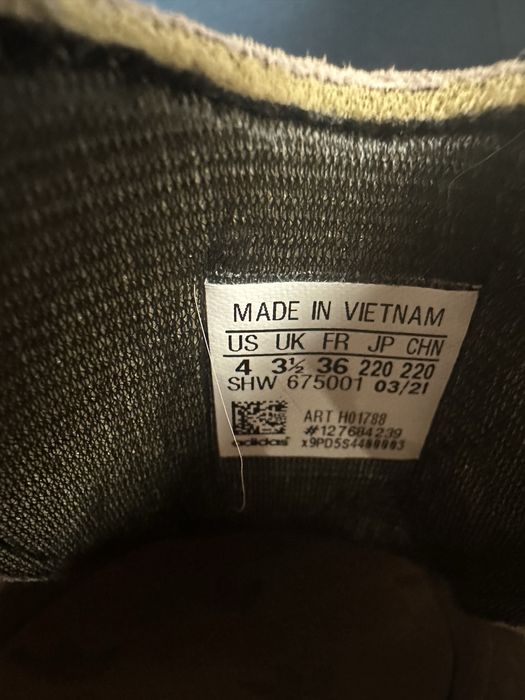 MADE IN VIETNAM
US UK FR JP CHN
4 3½ 36 220 220
SHW 675001 03/21
ART H01788
#127684239
adidas